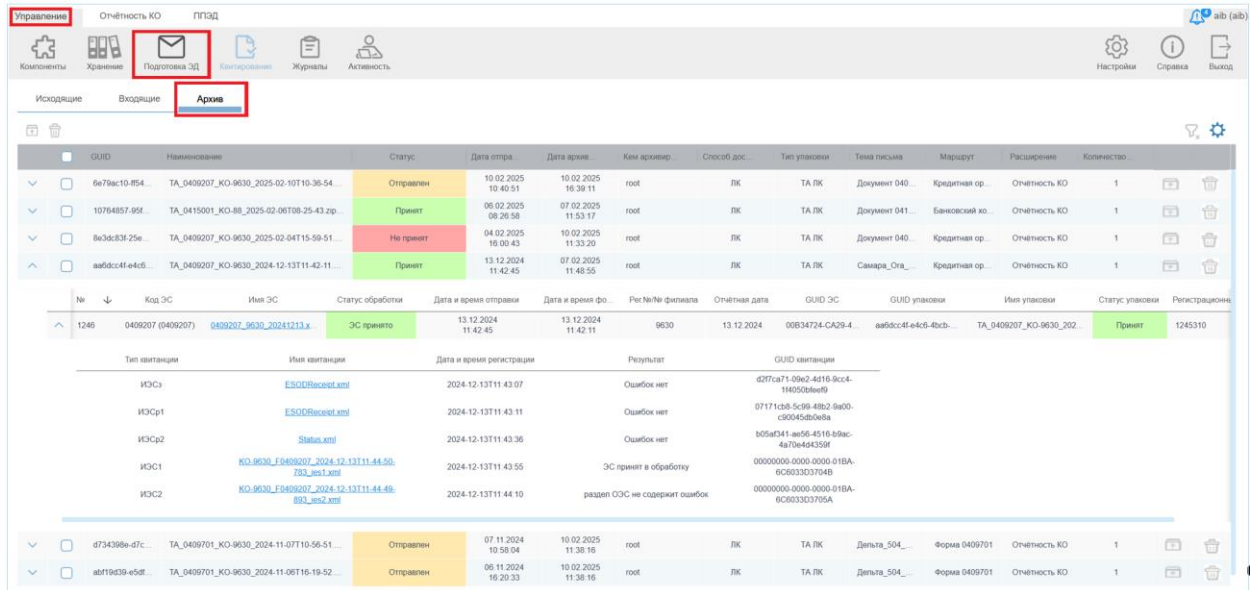 Управление Отчётность КО ППЭД 4 aib (aib)
Компоненты Хранение Подготовка ЭД Квитирование Журналы Активность Настройки Справка Выход
Исходящие Входящие Архив
GUID Наименование Статус Дата отпра... Дата архив... Кем архивир... Способ дос... Тип упаковки Тема письма Маршрут Расширение Количество...
6e79ac10-ff54... TA_0409207_KO-9630_2025-02-10T10-36-54... Отправлен 10.02.2025 10:40:51 10.02.2025 16:39:11 root ЛК ТА ЛК Документ 040... Кредитная ор... Отчётность КО 1
10764857-95f... TA_0415001_KO-88_2025-02-06T08-25-43.zip... Принят 06.02.2025 08:26:58 07.02.2025 11:53:17 root ЛК ТА ЛК Документ 041... Банковский хо... Отчётность КО 1
8e3dc83f-25e... TA_0409207_KO-9630_2025-02-04T15-59-51... Не принят 04.02.2025 16:00:43 10.02.2025 11:33:20 root ЛК ТА ЛК Документ 040... Кредитная ор... Отчётность КО 1
aa6dcc4f-e4c6... TA_0409207_KO-9630_2024-12-13T11-42-11... Принят 13.12.2024 11:42:45 07.02.2025 11:48:55 root ЛК ТА ЛК Самара_Ora_... Кредитная ор... Отчётность КО 1
№ Код ЭС Имя ЭС Статус обработки Дата и время отправки Дата и время фо... Рег.№/№ филиала Отчётная дата GUID ЭС GUID упаковки Имя упаковки Статус упаковки Регистрационн
1246 0409207 (0409207) 0409207_9630_20241213.x... ЭС принято 13.12.2024 11:42:45 13.12.2024 11:42:11 9630 13.12.2024 00B34724-CA29-4... aa6dcc4f-e4c6-4bcb-... TA_0409207_KO-9630_202... Принят 1245310
Тип квитанции Имя квитанции Дата и время регистрации Результат GUID квитанции
ИЭСз ESODReceipt.xml 2024-12-13T11:43:07 Ошибок нет d2f7ca71-09e2-4d16-9cc4-
1f4050bfeef9
ИЭСр1 ESODReceipt.xml 2024-12-13T11:43:11 Ошибок нет 07171cb8-5c99-48b2-9a00-
c90045db0e8a
ИЭСр2 Status.xml 2024-12-13T11:43:36 Ошибок нет b05af341-ae56-4516-b9ac-
4a70e4d4359f
ИЭС1 KO-9630_F0409207_2024-12-13T11-44-50- 2024-12-13T11:43:55 ЭС принят в обработку 00000000-0000-0000-01BA-
783_ies1.xml 6C6033D3704B
ИЭС2 KO-9630_F0409207_2024-12-13T11-44-49- 2024-12-13T11:44:10 раздел ОЭС не содержит ошибок 00000000-0000-0000-01BA-
893_ies2.xml 6C6033D3705A
d734398e-d7c... TA_0409701_KO-9630_2024-11-07T10-56-51... Отправлен 07.11.2024 10:58:04 10.02.2025 11:38:16 root ЛК ТА ЛК Дельта_504_... Форма 0409701 Отчётность КО 1
abf19d39-e5df... TA_0409701_KO-9630_2024-11-06T16-19-52... Отправлен 06.11.2024 16:20:33 10.02.2025 11:38:16 root ЛК ТА ЛК Дельта_504_... Форма 0409701 Отчётность КО 1